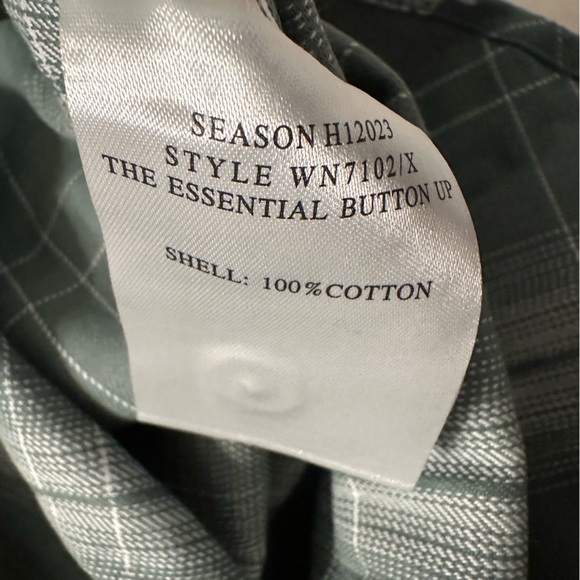 SEASON H12023
STYLE WN7102/X
THE ESSENTIAL BUTTON UP
SHELL: 100%COTTON